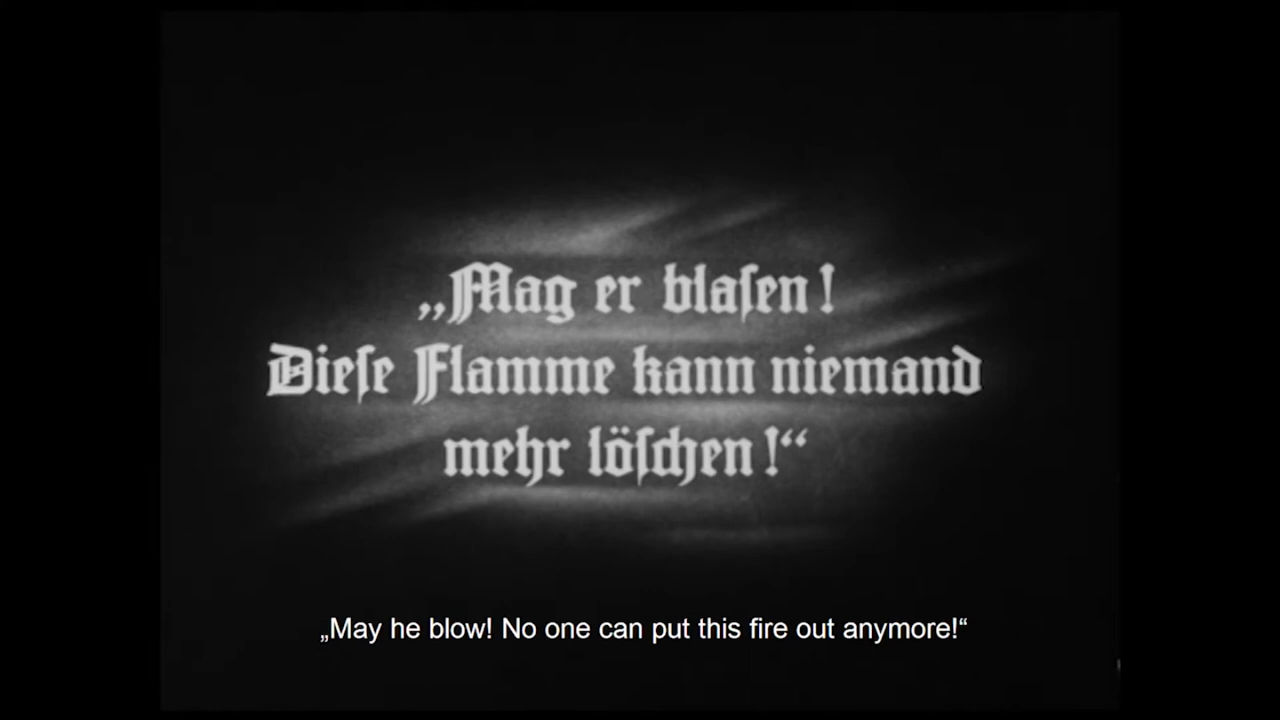 „Mag er blaſen!
Dieſe Flamme kann niemand
mehr löſchen!“
„May he blow! No one can put this fire out anymore!“